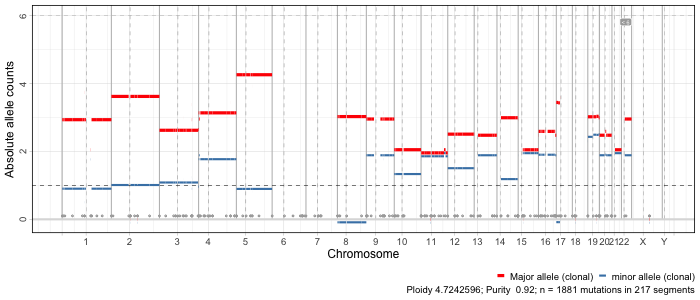 Absolute allele counts
6
4
2
0
1 2 3 4 5 6 7 8 9 10 11 12 13 14 15 16 17 18 19 20 21 22 X Y
Chromosome
Major allele (clonal) minor allele (clonal)
Ploidy 4.7242596; Purity 0.92; n = 1881 mutations in 217 segments